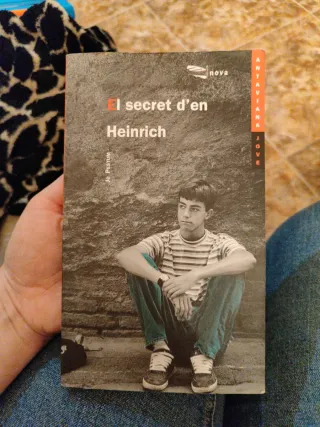 nova
El secret d'en
Heinrich
ANTAVIANA
JOVE